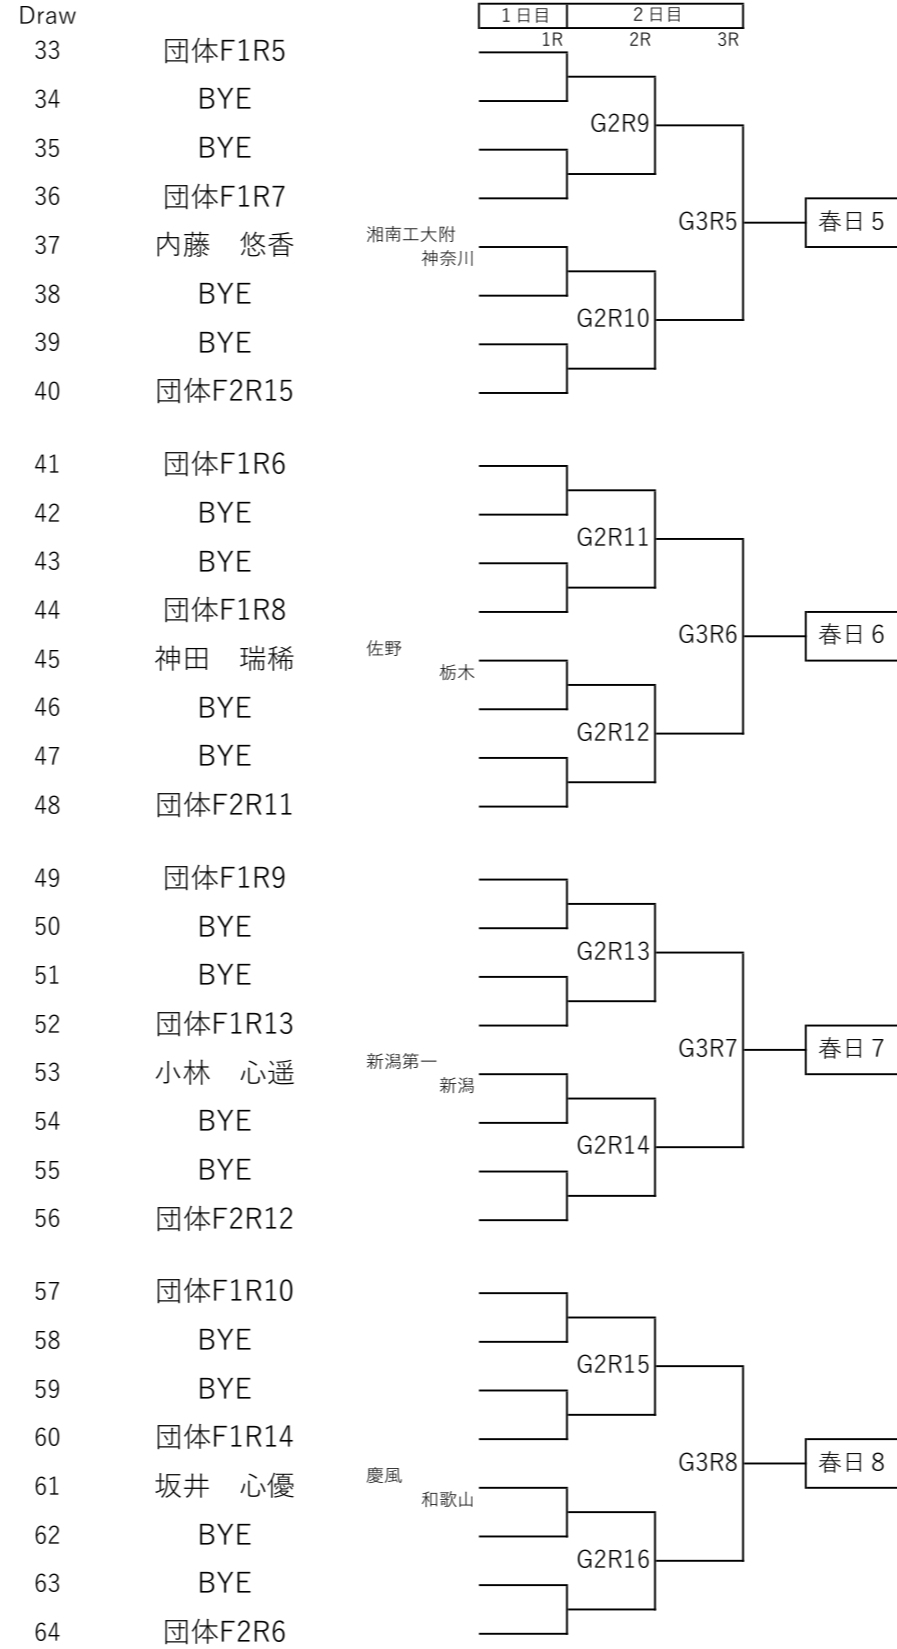 Draw 1日目 2日目
1R 2R 3R
33 団体F1R5
34 BYE
G2R9
35 BYE
36 団体F1R7
G3R5 春日5
37 内藤 悠香 湘南工大附
神奈川
38 BYE
G2R10
39 BYE
40 団体F2R15
41 団体F1R6
42 BYE
G2R11
43 BYE
44 団体F1R8
G3R6 春日6
45 神田 瑞稀 佐野
栃木
46 BYE
G2R12
47 BYE
48 団体F2R11
49 団体F1R9
50 BYE
G2R13
51 BYE
52 団体F1R13
G3R7 春日7
53 小林 心遥 新潟第一
新潟
54 BYE
G2R14
55 BYE
56 団体F2R12
57 団体F1R10
58 BYE
G2R15
59 BYE
60 団体F1R14
G3R8 春日8
61 坂井 心優 慶風
和歌山
62 BYE
G2R16
63 BYE
64 団体F2R6